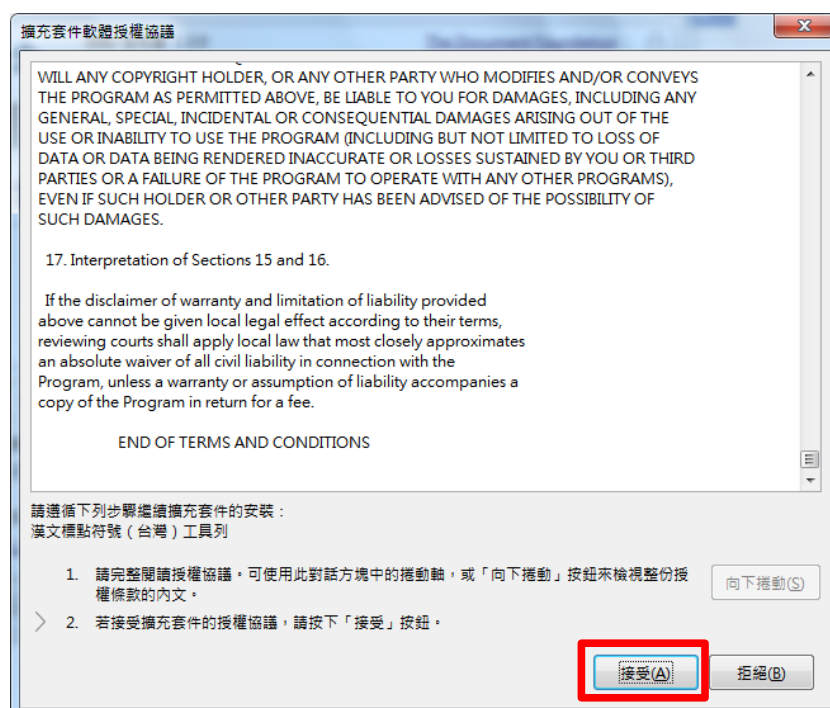 擴充套件軟體授權協議
WILL ANY COPYRIGHT HOLDER, OR ANY OTHER PARTY WHO MODIFIES AND/OR CONVEYS
THE PROGRAM AS PERMITTED ABOVE, BE LIABLE TO YOU FOR DAMAGES, INCLUDING ANY
GENERAL, SPECIAL, INCIDENTAL OR CONSEQUENTIAL DAMAGES ARISING OUT OF THE
USE OR INABILITY TO USE THE PROGRAM (INCLUDING BUT NOT LIMITED TO LOSS OF
DATA OR DATA BEING RENDERED INACCURATE OR LOSSES SUSTAINED BY YOU OR THIRD
PARTIES OR A FAILURE OF THE PROGRAM TO OPERATE WITH ANY OTHER PROGRAMS),
EVEN IF SUCH HOLDER OR OTHER PARTY HAS BEEN ADVISED OF THE POSSIBILITY OF
SUCH DAMAGES.
17. Interpretation of Sections 15 and 16.
If the disclaimer of warranty and limitation of liability provided
above cannot be given local legal effect according to their terms,
reviewing courts shall apply local law that most closely approximates
an absolute waiver of all civil liability in connection with the
Program, unless a warranty or assumption of liability accompanies a
copy of the Program in return for a fee.
END OF TERMS AND CONDITIONS
請遵循下列步驟繼續擴充套件的安裝：
漢文標點符號（台灣）工具列
1. 請完整閱讀授權協議。可使用此對話方塊中的捲動軸，或「向下捲動」按鈕來檢視整份授
權條款的內文。
向下捲動(S)
2. 若接受擴充套件的授權協議，請按下「接受」按鈕。
接受(A)
拒絕(B)